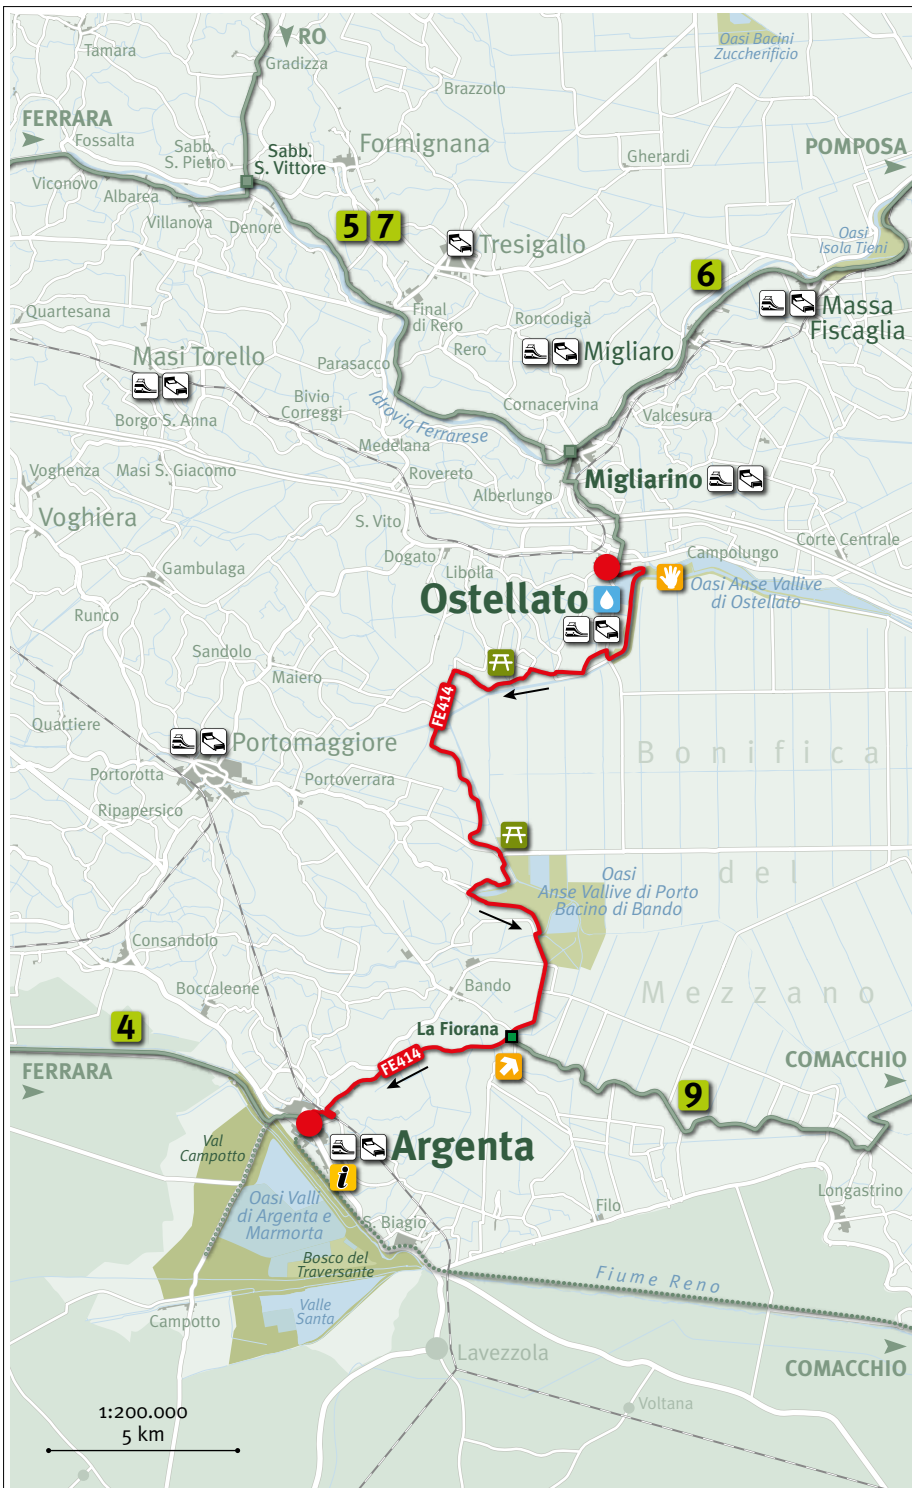 RO
Tamara
Gradizza
Oasi Bacini
Zuccherificio
Brazzolo
FERRARA
Fossalta
Sabb.
S. Pietro
Sabb.
S. Vittore
Formignana
Gherardi
POMPOSA
Viconovo
Albarea
Villanova
Denore
5
7
Tresigallo
Oasi
Isola Tieni
6
Quartesana
Final
di Rero
Roncodigà
Massa
Fiscaglia
Masi Torello
Parasacco
Rero
Migliaro
Bivio
Correggi
Idrovia Ferrarese
Cornacervina
Valcesura
Borgo S. Anna
Medelana
Voghenza
Masi S. Giacomo
Rovereto
Alberlungo
Migliarino
Voghiera
S. Vito
Dogato
Libolla
Campolungo
Corte Centrale
Gambulaga
Ostellato
Oasi Anse Vallive
di Ostellato
Runco
Sandolo
Maiero
FE414
Quartiere
Portomaggiore
Bonifica
Portorotta
Portoverrara
Ripapersico
del
Oasi
Anse Vallive di Porto
Bacino di Bando
Consandolo
Boccaleone
Bando
Mezzano
4
La Fiorana
FERRARA
FE414
COMACCHIO
9
Argenta
Val
Campotto
i
Oasi Valli
di Argenta e
Marmorta
S. Biagio
Filo
Longastrino
Bosco del
Traversante
Fiume Reno
Valle
Santa
Campotto
Lavezzola
COMACCHIO
Voltana
1:200.000
5 km